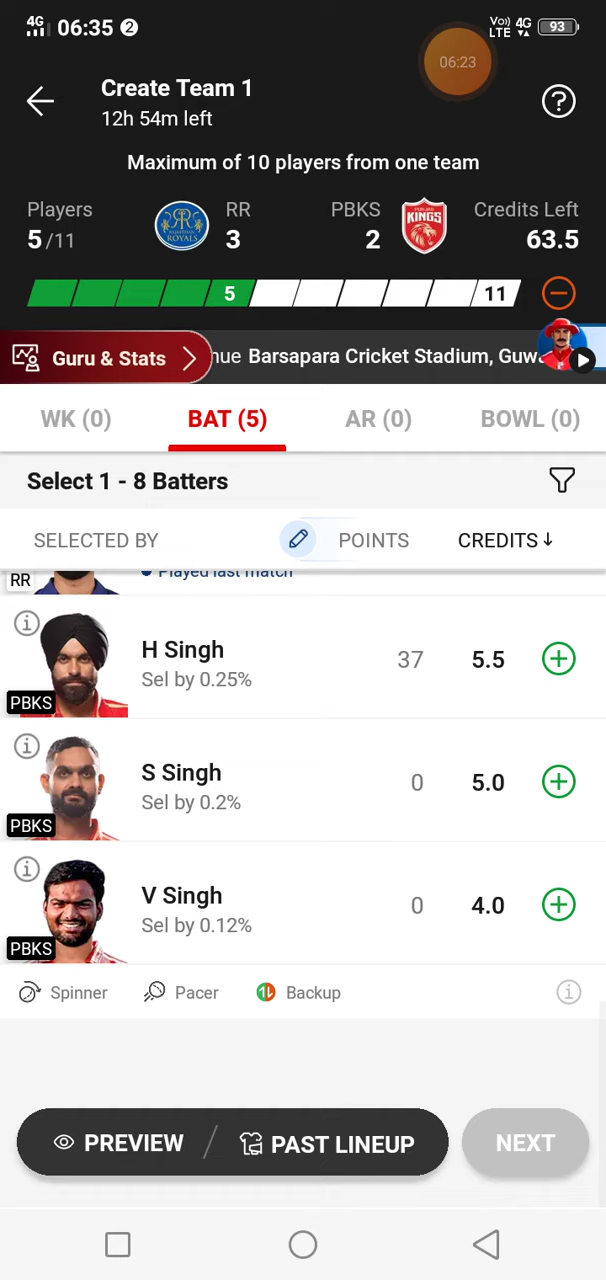 4G 06:35 2
Vo) LTE 4G 93
06:23
Create Team 1
12h 54m left
Maximum of 10 players from one team
Players RR PBKS Credits Left
5/11 3 2 63.5
5 11
Guru & Stats nue Barsapara Cricket Stadium, Guw
WK (0) BAT (5) AR (0) BOWL (0)
Select 1 - 8 Batters
SELECTED BY POINTS CREDITS↓
RR Played last match
H Singh 37 5.5
Sel by 0.25%
PBKS
S Singh 0 5.0
Sel by 0.2%
PBKS
V Singh 0 4.0
Sel by 0.12%
PBKS
Spinner Pacer Backup
PREVIEW / PAST LINEUP NEXT